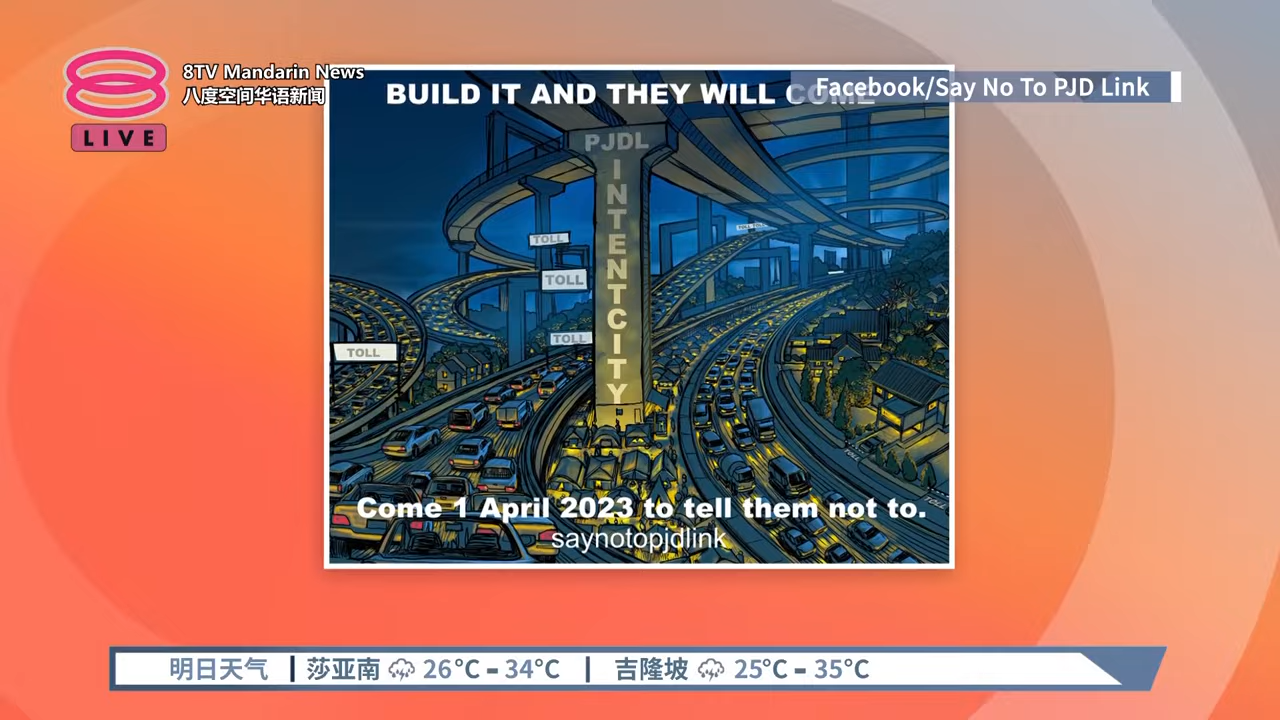 8TV Mandarin News
八度空间华语新闻
LIVE
Facebook/Say No To PJD Link
BUILD IT AND THEY WILL COME
PJDL
INTENTCITY
TOLL
TOLL
TOLL
TOLL
TOLL
TOLL
Come 1 April 2023 to tell them not to.
saynotopjdlink
明日天气 | 莎亚南 26°C - 34°C | 吉隆坡 25°C - 35°C